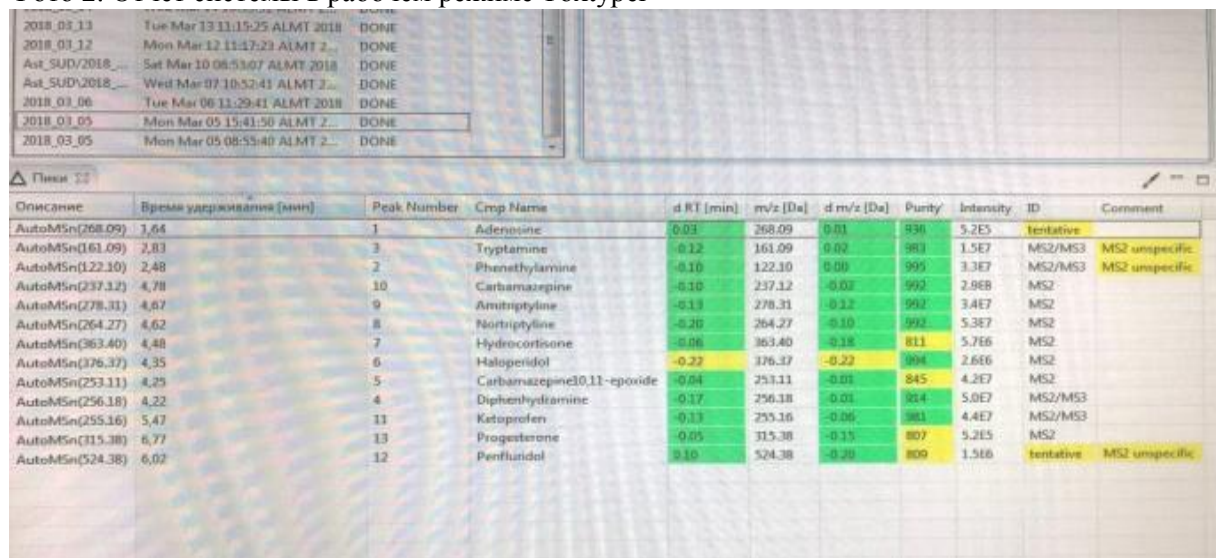 2018_03_13 Tue Mar 13 11:15:25 ALMT 2018 DONE
2018_03_12 Mon Mar 12 11:17:23 ALMT 2... DONE
Ast_SUD/2018_... Sat Mar 10 08:53:07 ALMT 2018 DONE
Ast_SUD\2018_... Wed Mar 07 10:52:41 ALMT 2... DONE
2018_03_06 Tue Mar 06 11:29:41 ALMT 2018 DONE
2018_03_05 Mon Mar 05 15:41:50 ALMT 2... DONE
2018_03_05 Mon Mar 05 08:55:40 ALMT 2... DONE
Пики
Описание Время удерживания [мин] Peak Number Cmp Name d RT [min] m/z [Da] d m/z [Da] Purity Intensity ID Comment
AutoMSn(268.09) 1,64 1 Adenosine 0.03 268.09 0.01 936 5.2E5 tentative
AutoMSn(161.09) 2,83 3 Tryptamine -0.12 161.09 0.02 983 1.5E7 MS2/MS3 MS2 unspecific
AutoMSn(122.10) 2,48 2 Phenethylamine -0.10 122.10 0.00 995 3.3E7 MS2/MS3 MS2 unspecific
AutoMSn(237.12) 4,78 10 Carbamazepine -0.10 237.12 -0.02 992 2.9E8 MS2
AutoMSn(278.31) 4,67 9 Amitriptyline -0.13 278.31 -0.12 992 3.4E7 MS2
AutoMSn(264.27) 4,62 8 Nortriptyline -0.20 264.27 -0.10 992 5.3E7 MS2
AutoMSn(363.40) 4,48 7 Hydrocortisone -0.06 363.40 -0.18 811 5.7E6 MS2
AutoMSn(376.37) 4,35 6 Haloperidol -0.22 376.37 -0.22 994 2.6E6 MS2
AutoMSn(253.11) 4,25 5 Carbamazepine10,11-epoxide -0.04 253.11 -0.01 845 4.2E7 MS2
AutoMSn(256.18) 4,22 4 Diphenhydramine -0.17 256.18 -0.01 914 5.0E7 MS2/MS3
AutoMSn(255.16) 5,47 11 Ketoprofen -0.13 255.16 -0.06 981 4.4E7 MS2/MS3
AutoMSn(315.38) 6,77 13 Progesterone -0.05 315.38 -0.15 807 5.2E5 MS2
AutoMSn(524.38) 6,02 12 Penfluridol 0.10 524.38 -0.20 809 1.5E6 tentative MS2 unspecific